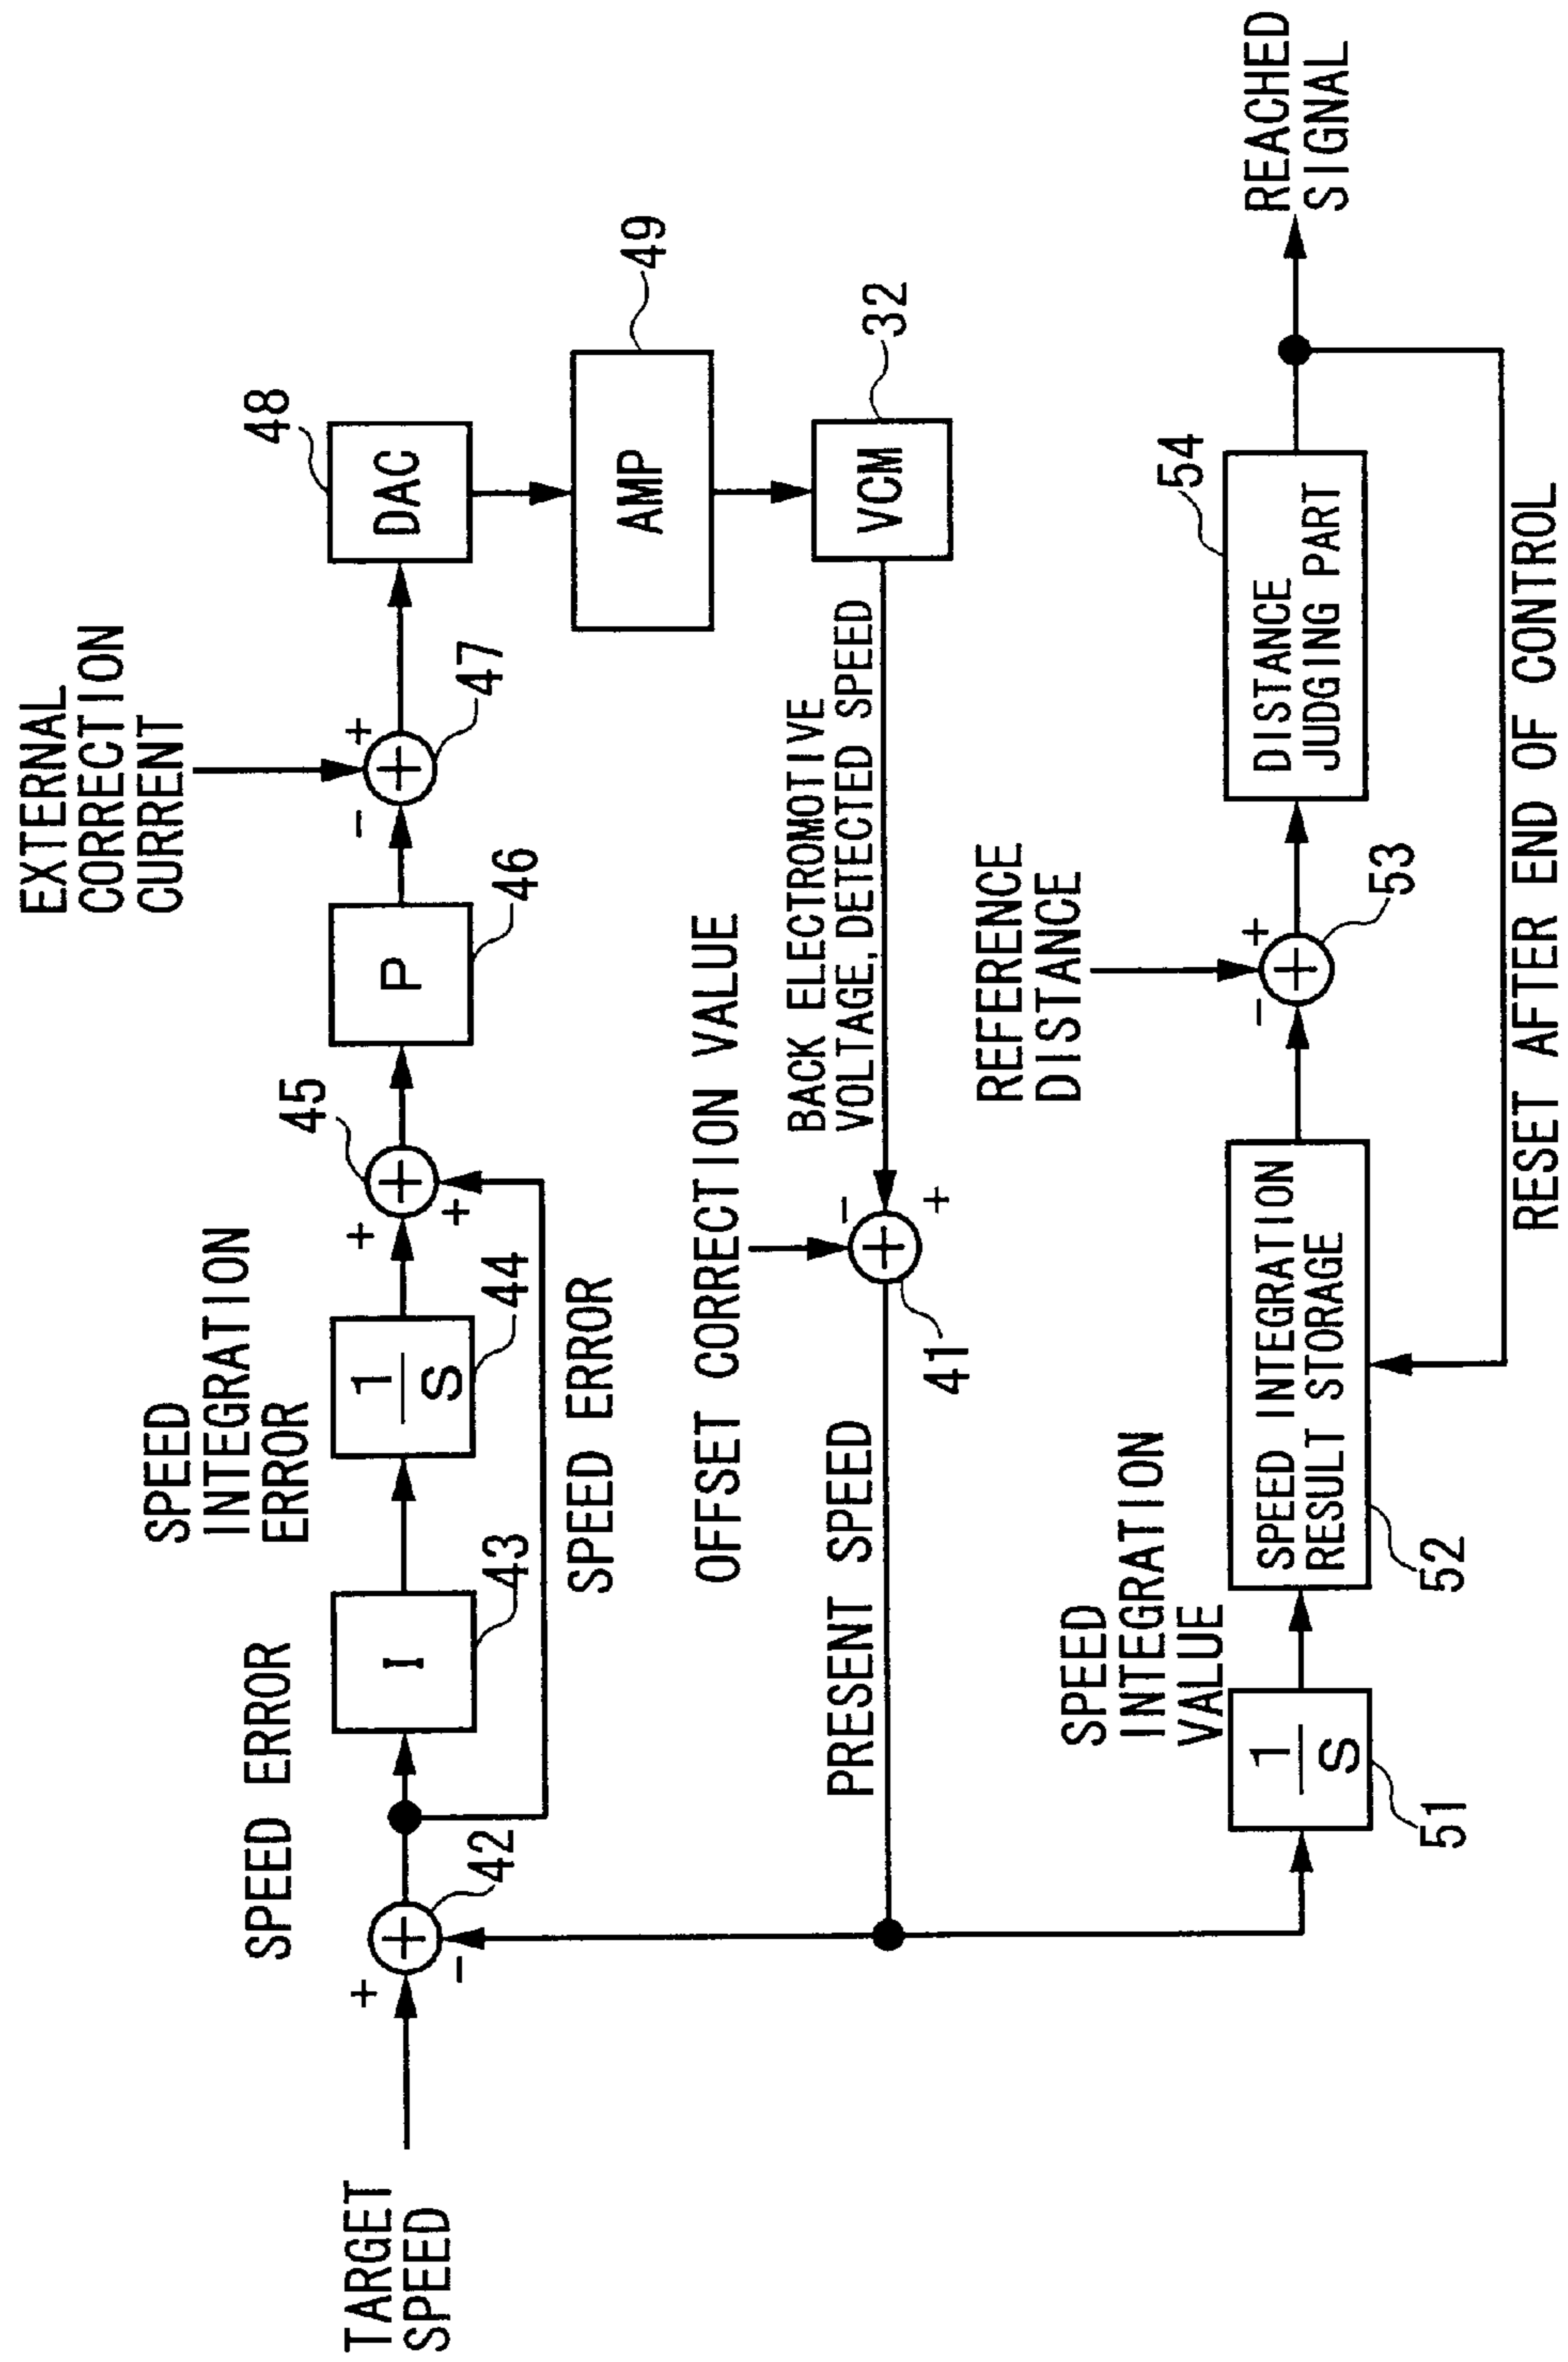 EXTERNAL
CORRECTION
CURRENT
48
DAC
+
-
47
P
46
45
+
+
SPEED
INTEGRATION
ERROR
1
S
44
I
43
SPEED ERROR
SPEED ERROR
42
+
-
TARGET
SPEED
AMP
49
VCM
32
BACK ELECTROMOTIVE
VOLTAGE, DETECTED SPEED
OFFSET CORRECTION VALUE
-
+
41
PRESENT SPEED
SPEED
INTEGRATION
VALUE
1
S
51
SPEED INTEGRATION
RESULT STORAGE
52
REFERENCE
DISTANCE
+
-
53
DISTANCE
JUDGING PART
54
REACHED
SIGNAL
RESET AFTER END OF CONTROL